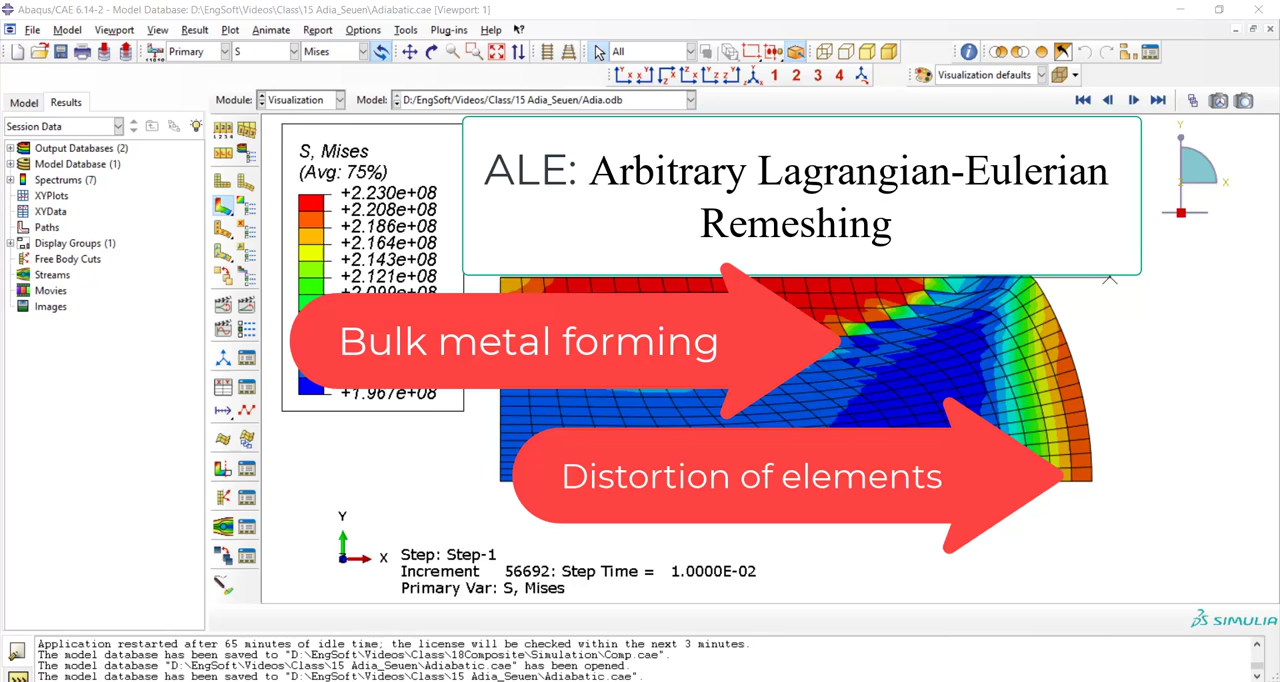 Abaqus/CAE 6.14-2 - Model Database: D:\EngSoft\Videos\Class\15 Adia_Seuen\Adiabatic.cae [Viewport: 1]
File Model Viewport View Result Plot Animate Report Options Tools Plug-ins Help
Primary S Mises All
1 2 3 4 Visualization defaults
Model Results Module: Visualization Model: D:/EngSoft/Videos/Class/15 Adia_Seuen/Adia.odb
Session Data
Output Databases (2)
Model Database (1)
Spectrums (7)
XYPlots
XYData
Paths
Display Groups (1)
Free Body Cuts
Streams
Movies
Images
S, Mises
(Avg: 75%)
+2.230e+08
+2.208e+08
+2.186e+08
+2.164e+08
+2.143e+08
+2.121e+08
+2.099e+08
+1.967e+08
ALE: Arbitrary Lagrangian-Eulerian
Remeshing
Bulk metal forming
Distortion of elements
Y
X
Z
Y
X
Step: Step-1
Increment 56692: Step Time = 1.0000E-02
Primary Var: S, Mises
SIMULIA
Application restarted after 65 minutes of idle time; the license will be checked within the next 3 minutes.
The model database has been saved to "D:\EngSoft\Videos\Class\18Composite\Simulation\Comp.cae".
The model database "D:\EngSoft\Videos\Class\15 Adia_Seuen\Adiabatic.cae" has been opened.
The model database has been saved to "D:\EngSoft\Videos\Class\15 Adia_Seuen\Adiabatic.cae".